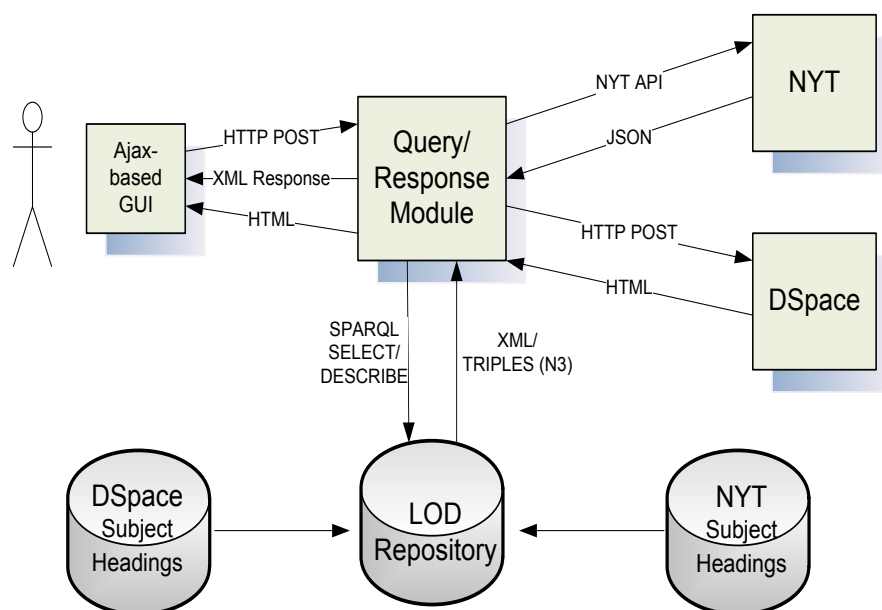 NYT
NYT API
JSON
HTTP POST
Ajax-
based
GUI
XML Response
HTML
Query/
Response
Module
HTTP POST
HTML
DSpace
SPARQL
SELECT/
DESCRIBE
XML/
TRIPLES (N3)
DSpace
Subject
Headings
LOD
Repository
NYT
Subject
Headings